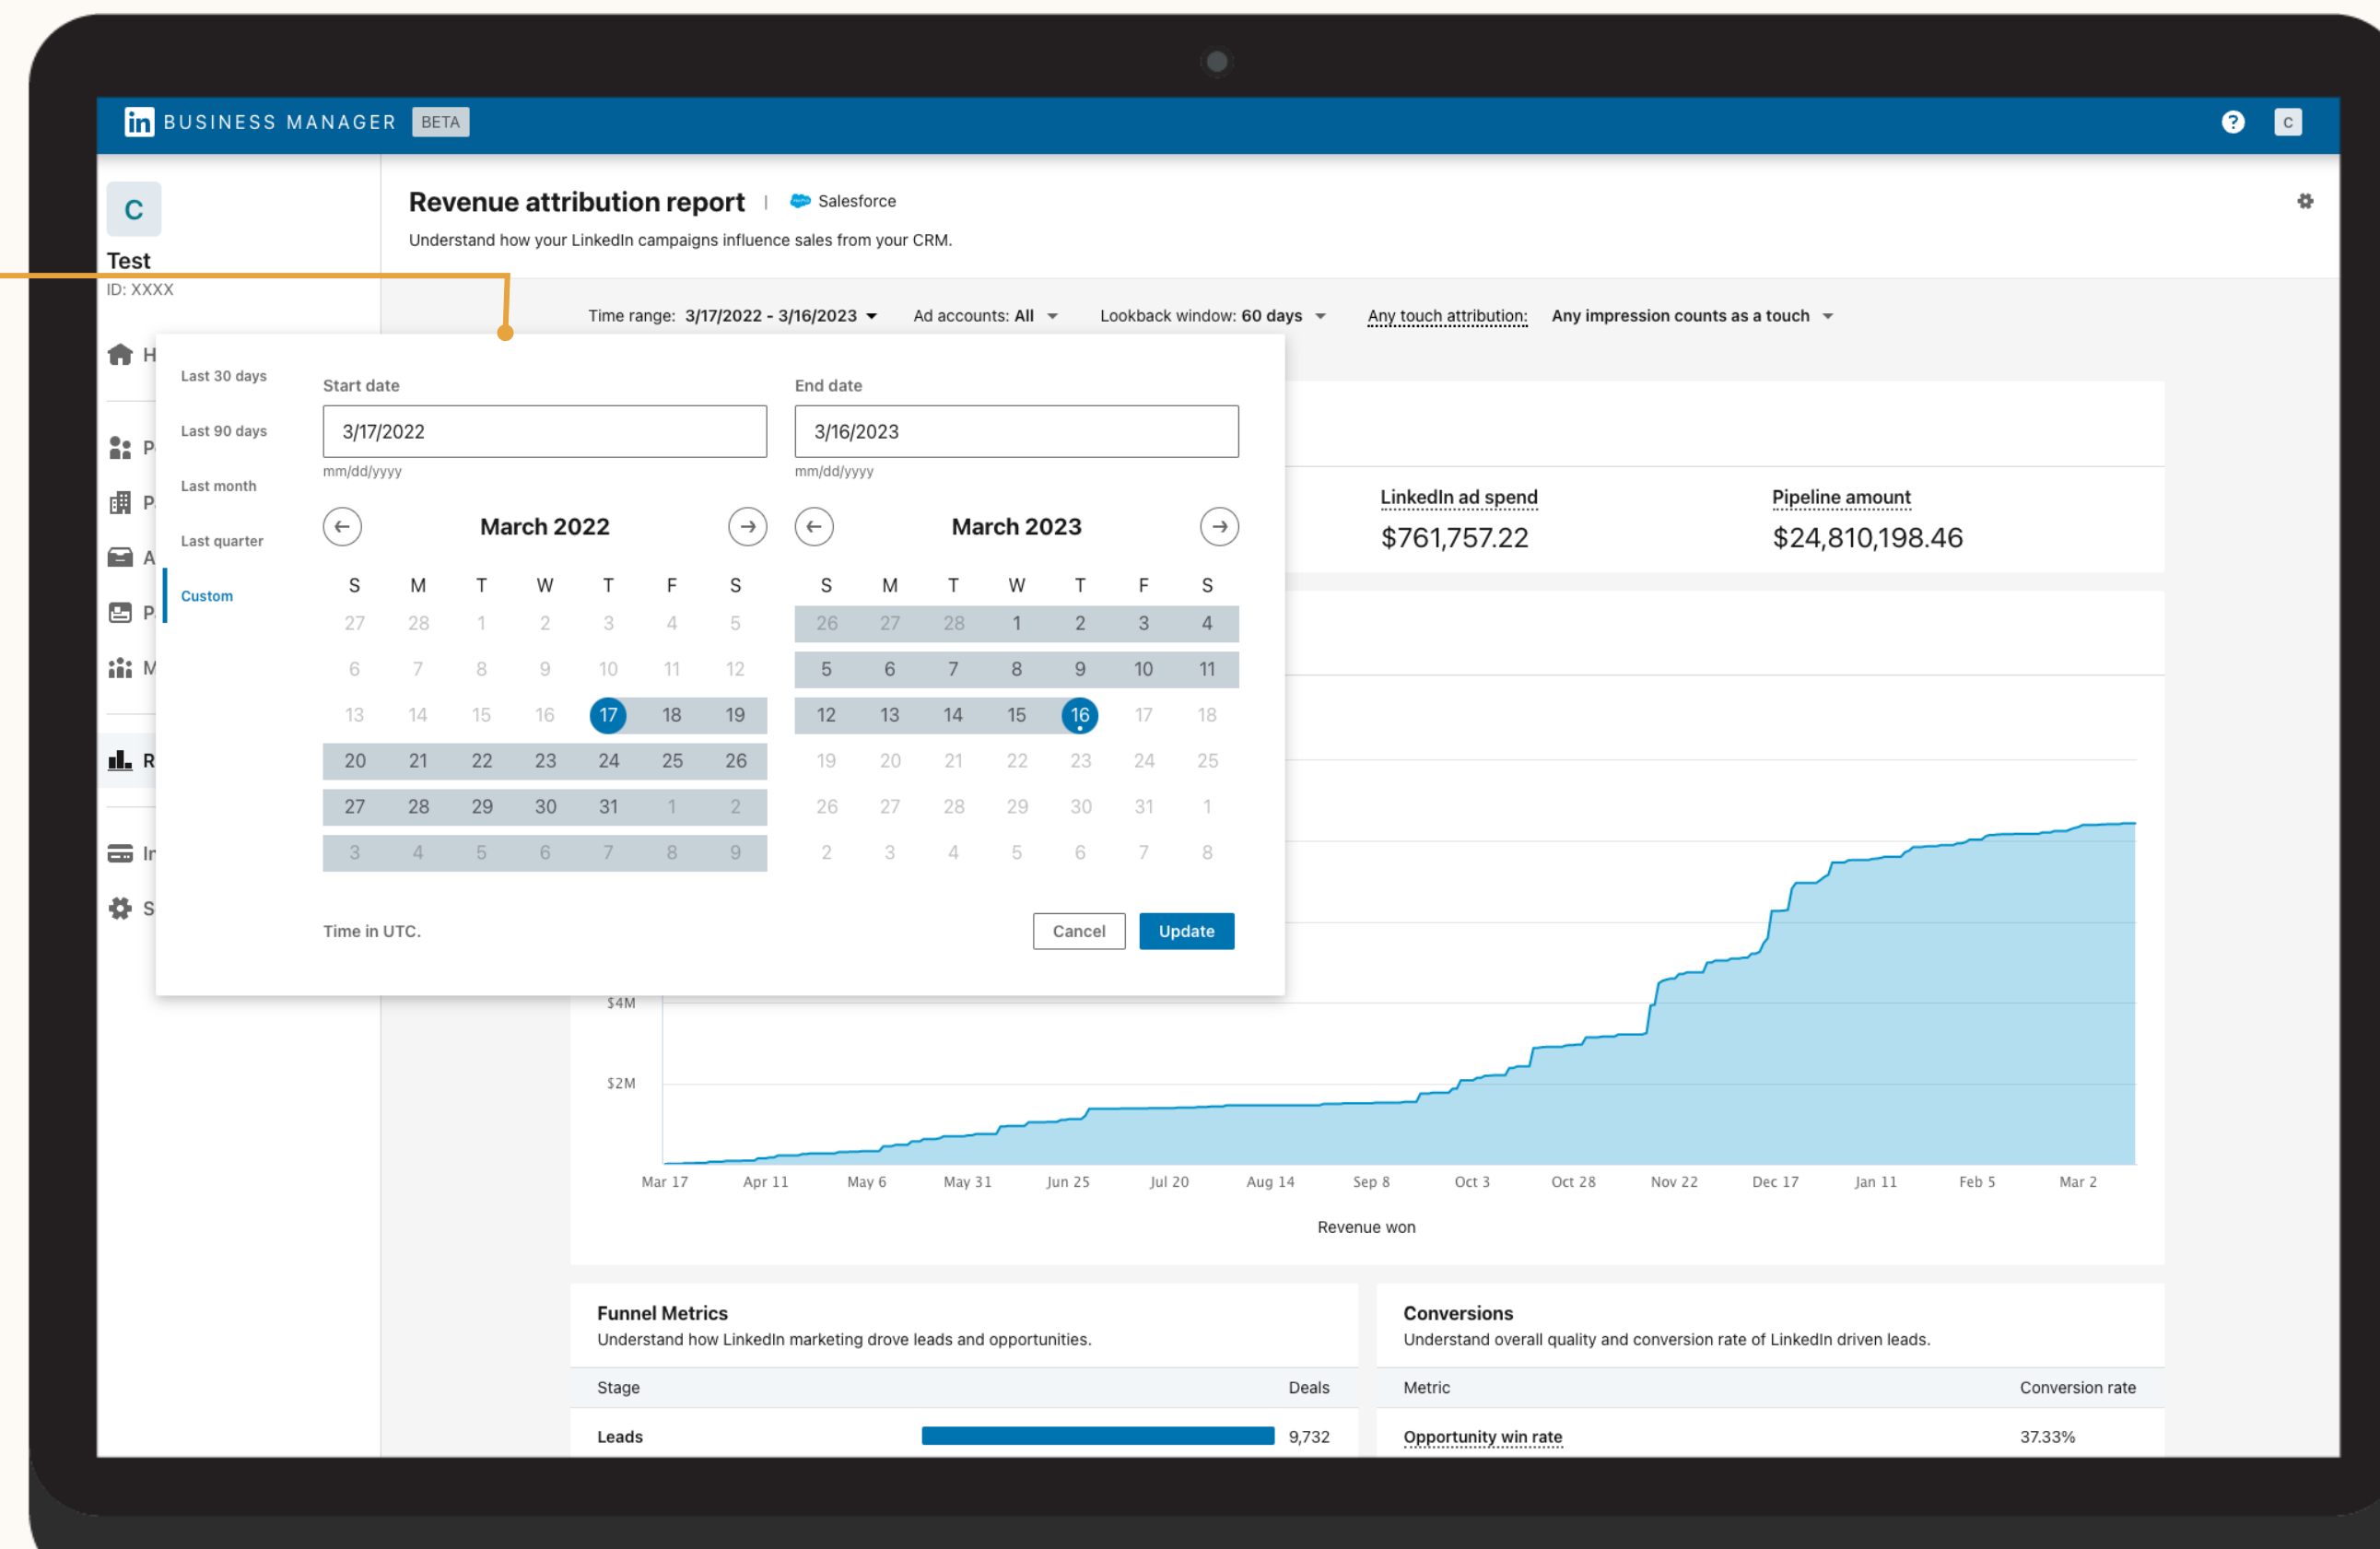 in BUSINESS MANAGER BETA ? C
C
Test
ID: XXXX
Revenue attribution report | Salesforce
Understand how your LinkedIn campaigns influence sales from your CRM.
Time range: 3/17/2022 - 3/16/2023 Ad accounts: All Lookback window: 60 days Any touch attribution: Any impression counts as a touch
H
P
P
A
P
M
R
In
S
Last 30 days
Last 90 days
Last month
Last quarter
Custom
Start date
3/17/2022
mm/dd/yyyy
March 2022
S M T W T F S
27 28 1 2 3 4 5
6 7 8 9 10 11 12
13 14 15 16 17 18 19
20 21 22 23 24 25 26
27 28 29 30 31 1 2
3 4 5 6 7 8 9
End date
3/16/2023
mm/dd/yyyy
March 2023
S M T W T F S
26 27 28 1 2 3 4
5 6 7 8 9 10 11
12 13 14 15 16 17 18
19 20 21 22 23 24 25
26 27 28 29 30 31 1
2 3 4 5 6 7 8
Time in UTC.
Cancel Update
LinkedIn ad spend
$761,757.22
Pipeline amount
$24,810,198.46
$4M
$2M
Mar 17 Apr 11 May 6 May 31 Jun 25 Jul 20 Aug 14 Sep 8 Oct 3 Oct 28 Nov 22 Dec 17 Jan 11 Feb 5 Mar 2
Revenue won
Funnel Metrics
Understand how LinkedIn marketing drove leads and opportunities.
Stage Deals
Leads 9,732
Conversions
Understand overall quality and conversion rate of LinkedIn driven leads.
Metric Conversion rate
Opportunity win rate 37.33%